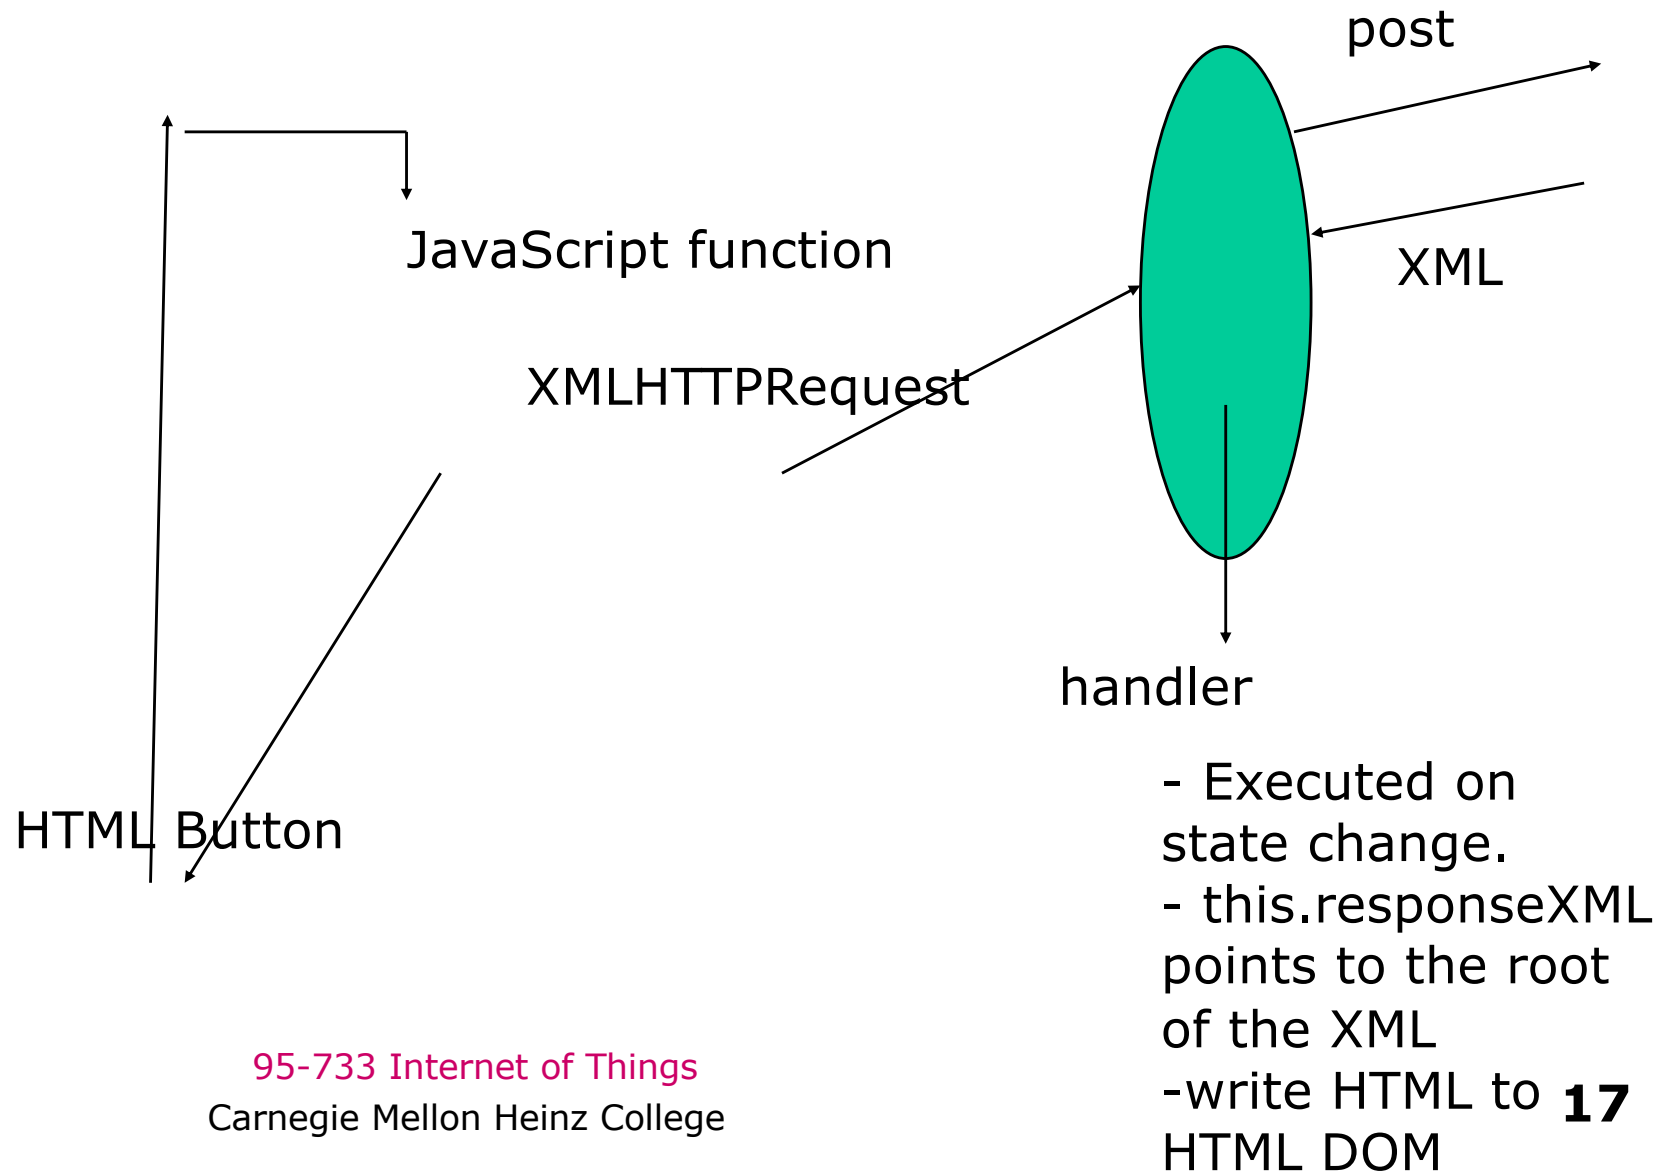 post
JavaScript function
XML
XMLHTTPRequest
handler
HTML Button
- Executed on
state change.
- this.responseXML
points to the root
of the XML
-write HTML to
HTML DOM
95-733 Internet of Things
Carnegie Mellon Heinz College
17